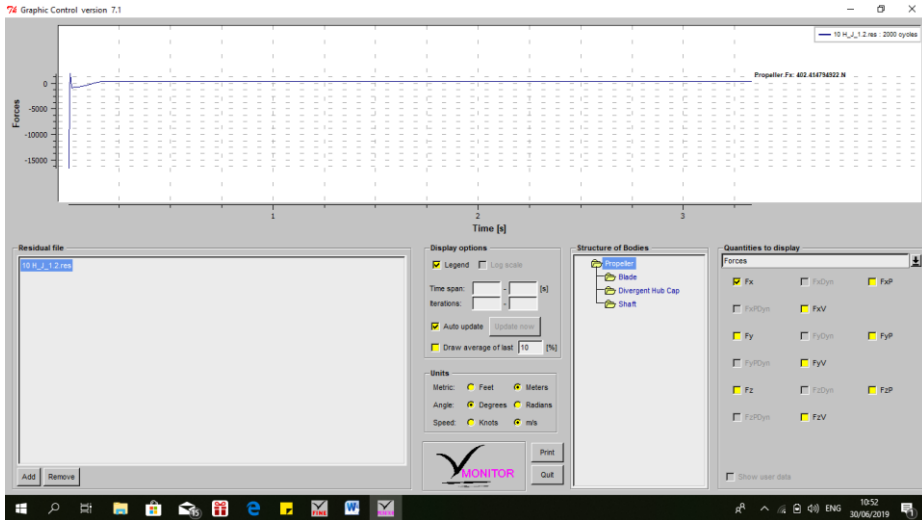 Graphic Control version 7.1
10 H_J_1.2.res : 2000 cycles
Propeller.Fx: 402.414794922 N
Forces
0
-5000
-10000
-15000
1
2
3
Time [s]
Residual file
10 H_J_1.2.res
Add Remove
Display options
Legend Log scale
Time span: - [s]
Iterations: -
Auto update Update now
Draw average of last 10 [%]
Units
Metric: Feet Meters
Angle: Degrees Radians
Speed: Knots m/s
MONITOR
Print
Quit
Structure of Bodies
Propeller
Blade
Divergent Hub Cap
Shaft
Quantities to display
Forces
Fx FxDyn FxP
FxPDyn FxV
Fy FyDyn FyP
FyPDyn FyV
Fz FzDyn FzP
FzPDyn FzV
Show user data
ENG
10:52
30/06/2019